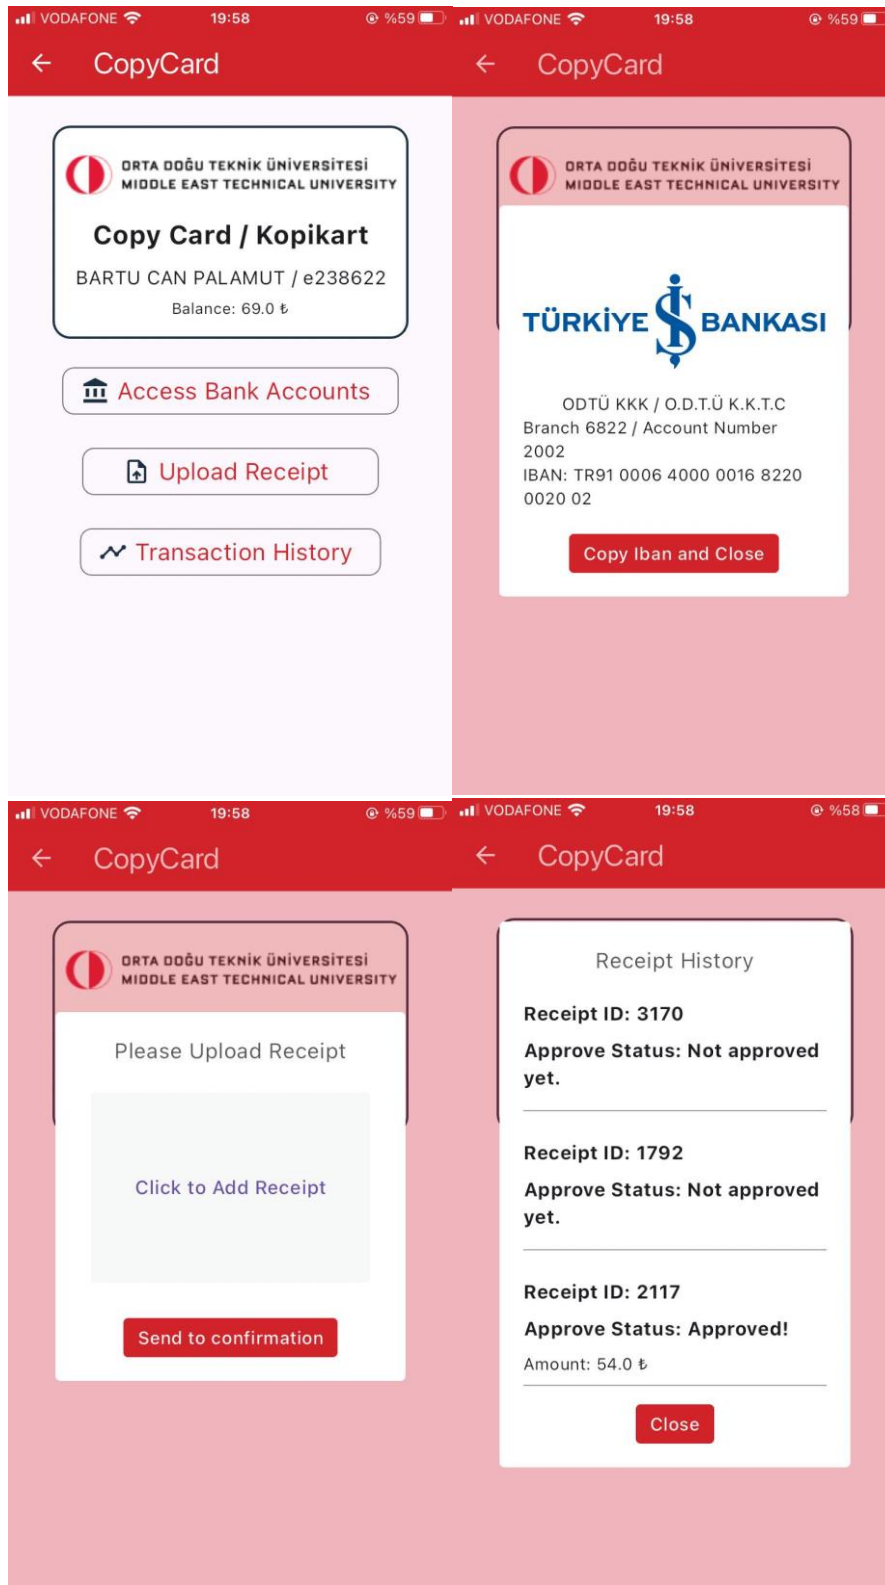 VODAFONE 19:58 %59
CopyCard
ORTA DOĞU TEKNİK ÜNİVERSİTESİ
MIDDLE EAST TECHNICAL UNIVERSITY
Copy Card / Kopikart
BARTU CAN PALAMUT / e238622
Balance: 69.0 ₺
Access Bank Accounts
Upload Receipt
Transaction History
VODAFONE 19:58 %59
CopyCard
ORTA DOĞU TEKNİK ÜNİVERSİTESİ
MIDDLE EAST TECHNICAL UNIVERSITY
TÜRKİYE İŞ BANKASI
ODTÜ KKK / O.D.T.Ü K.K.T.C
Branch 6822 / Account Number
2002
IBAN: TR91 0006 4000 0016 8220
0020 02
Copy Iban and Close
VODAFONE 19:58 %59
CopyCard
ORTA DOĞU TEKNİK ÜNİVERSİTESİ
MIDDLE EAST TECHNICAL UNIVERSITY
Please Upload Receipt
Click to Add Receipt
Send to confirmation
VODAFONE 19:58 %58
CopyCard
Receipt History
Receipt ID: 3170
Approve Status: Not approved
yet.
Receipt ID: 1792
Approve Status: Not approved
yet.
Receipt ID: 2117
Approve Status: Approved!
Amount: 54.0 ₺
Close